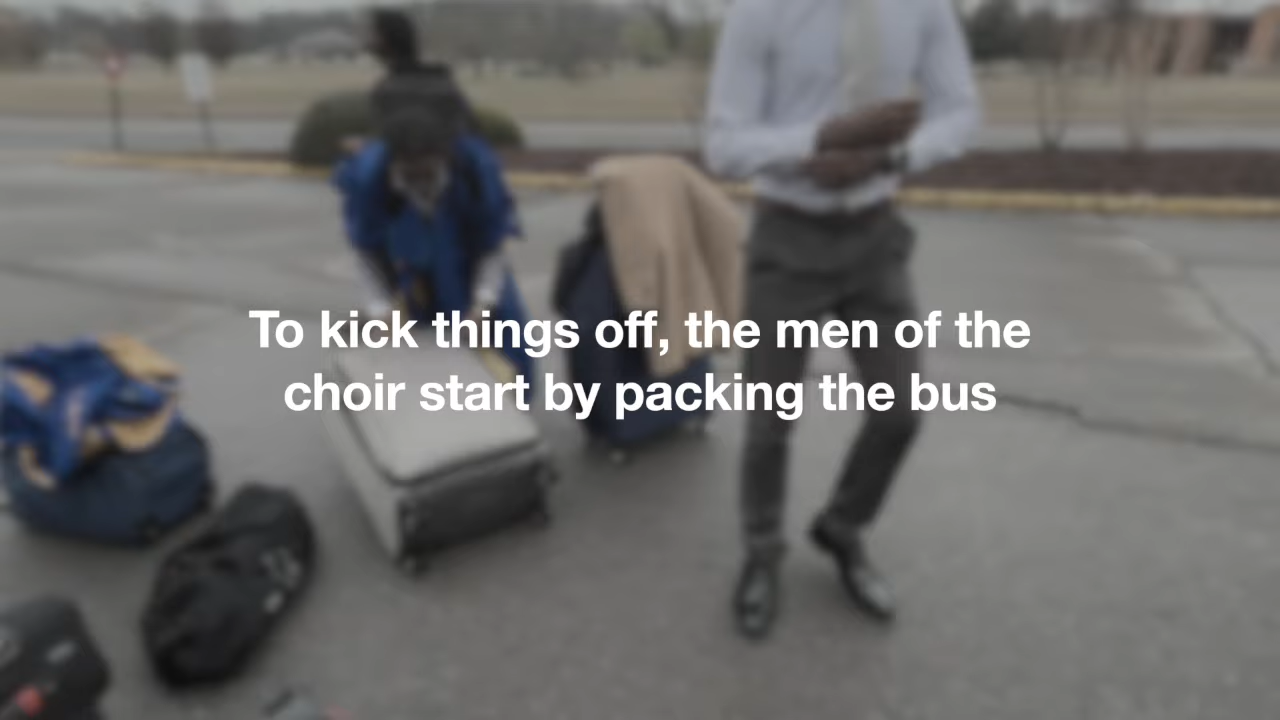 To kick things off, the men of the
choir start by packing the bus